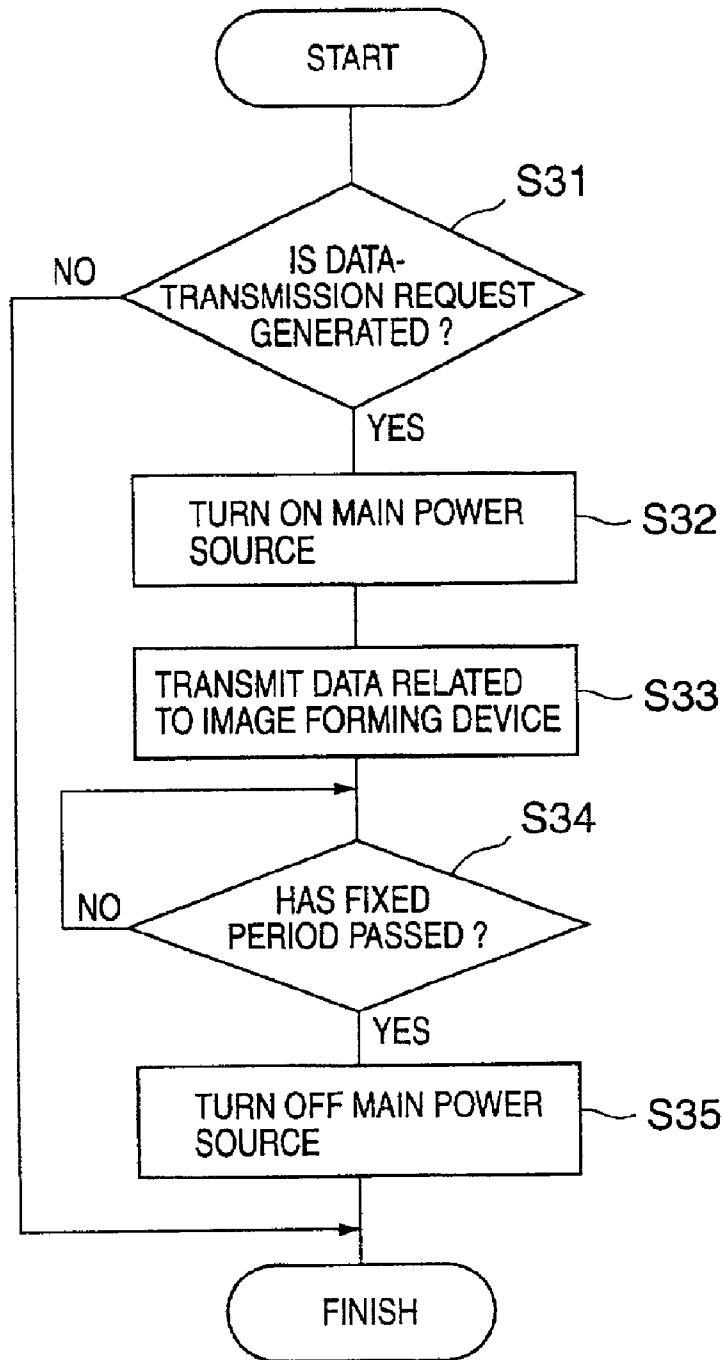 START
S31
IS DATA-
TRANSMISSION REQUEST
GENERATED ?
NO
YES
TURN ON MAIN POWER
SOURCE
S32
TRANSMIT DATA RELATED
TO IMAGE FORMING DEVICE
S33
S34
HAS FIXED
PERIOD PASSED ?
NO
YES
TURN OFF MAIN POWER
SOURCE
S35
FINISH